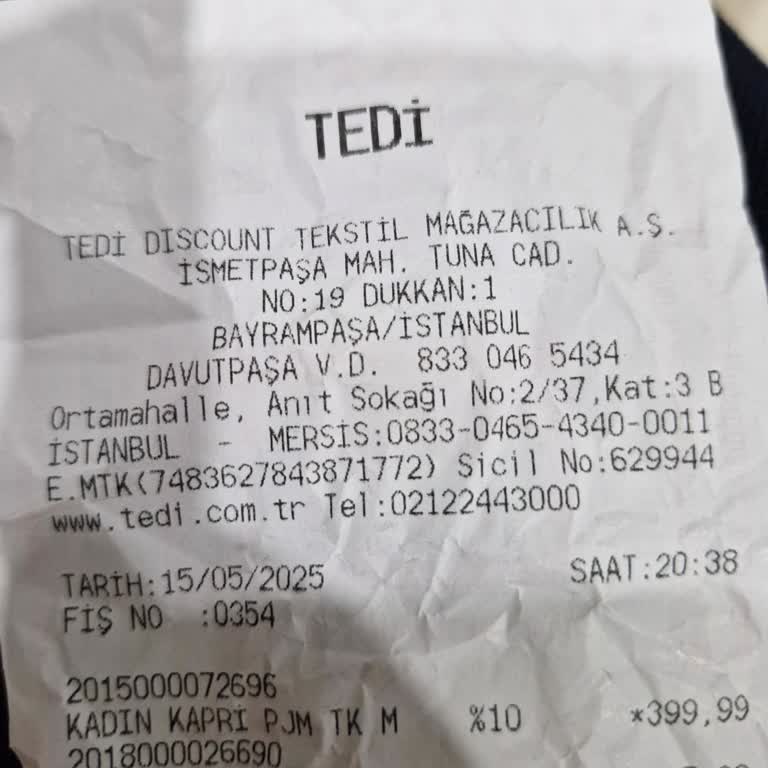 TEDİ
TEDİ DISCOUNT TEKSTİL MAĞAZACILIK A.Ş.
İSMETPAŞA MAH. TUNA CAD.
NO:19 DUKKAN:1
BAYRAMPAŞA/İSTANBUL
DAVUTPAŞA V.D. 833 046 5434
Ortamahalle, Anıt Sokağı No:2/37,Kat:3 B
İSTANBUL - MERSİS:0833-0465-4340-0011
E.MTK(7483627843871772) Sicil No:629944
www.tedi.com.tr Tel:02122443000
TARİH:15/05/2025 SAAT:20:38
FİŞ NO :0354
2015000072696
KADIN KAPRİ PJM TK M %10 *399,99
2018000026690